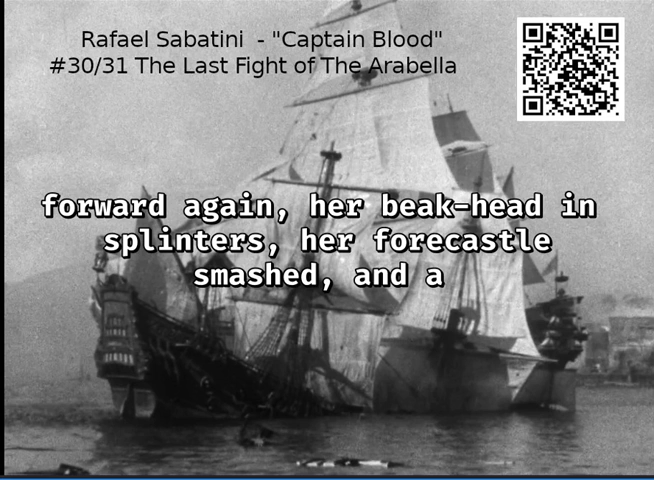 Rafael Sabatini - "Captain Blood"
#30/31 The Last Fight of The Arabella
forward again, her beak-head in
splinters, her forecastle
smashed, and a